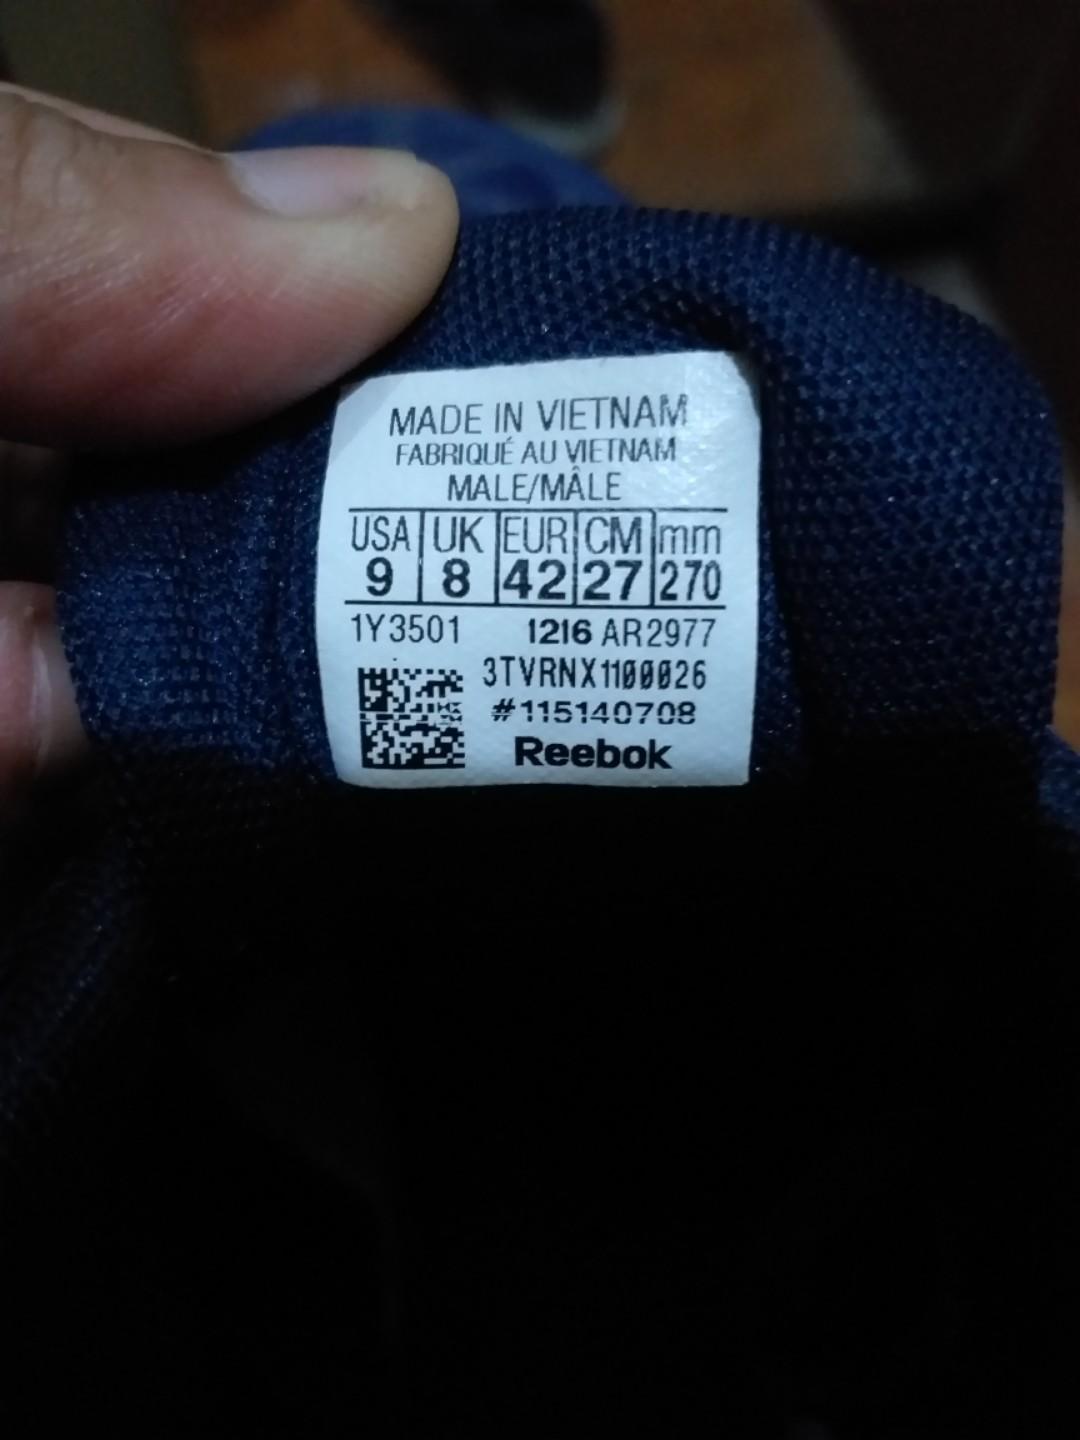 MADE IN VIETNAM
FABRIQUÉ AU VIETNAM
MALE/MÂLE
USA UK EUR CM mm
9 8 42 27 270
1Y3501 1216 AR2977
3TVRNX1100026
#115140708
Reebok